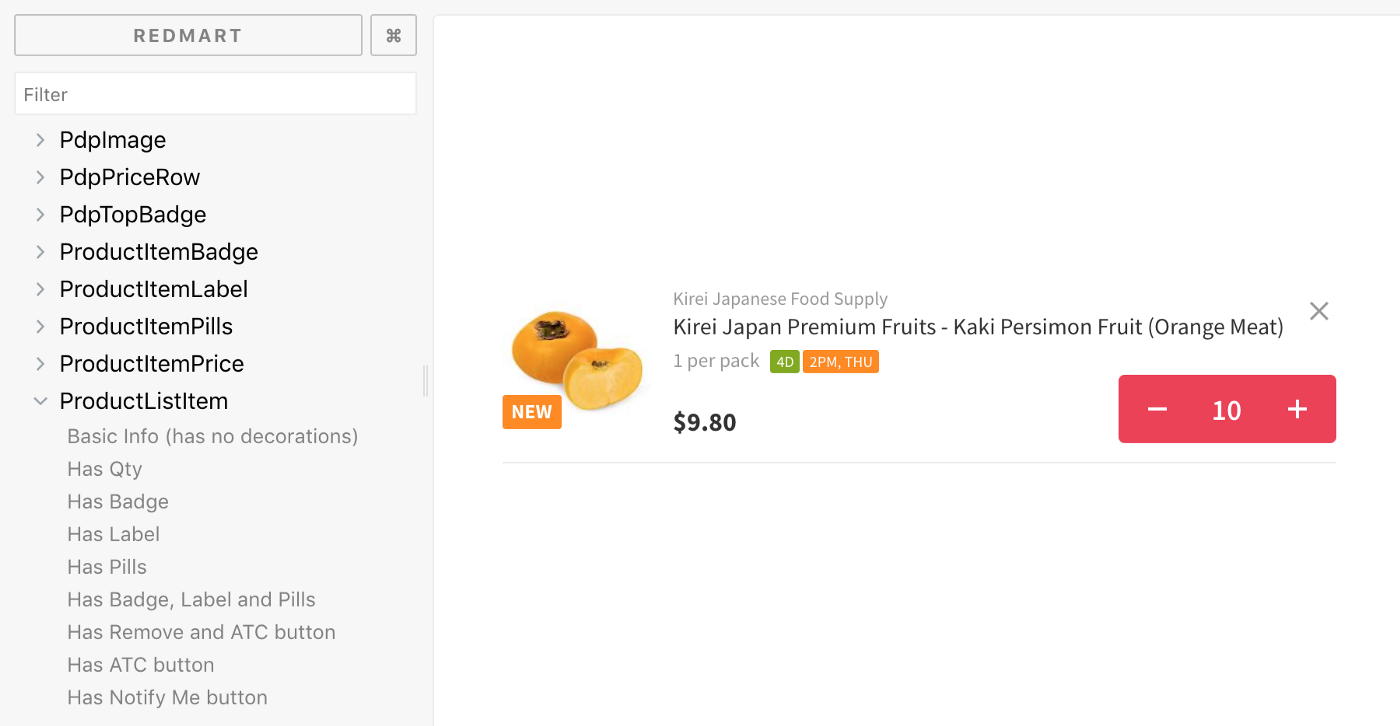 REDMART ⌘
Filter
PdpImage
PdpPriceRow
PdpTopBadge
ProductItemBadge
ProductItemLabel
ProductItemPills
ProductItemPrice
ProductListItem
Basic Info (has no decorations)
Has Qty
Has Badge
Has Label
Has Pills
Has Badge, Label and Pills
Has Remove and ATC button
Has ATC button
Has Notify Me button
Kirei Japanese Food Supply
Kirei Japan Premium Fruits - Kaki Persimon Fruit (Orange Meat)
1 per pack 4D 2PM, THU
NEW
$9.80
− 10 +